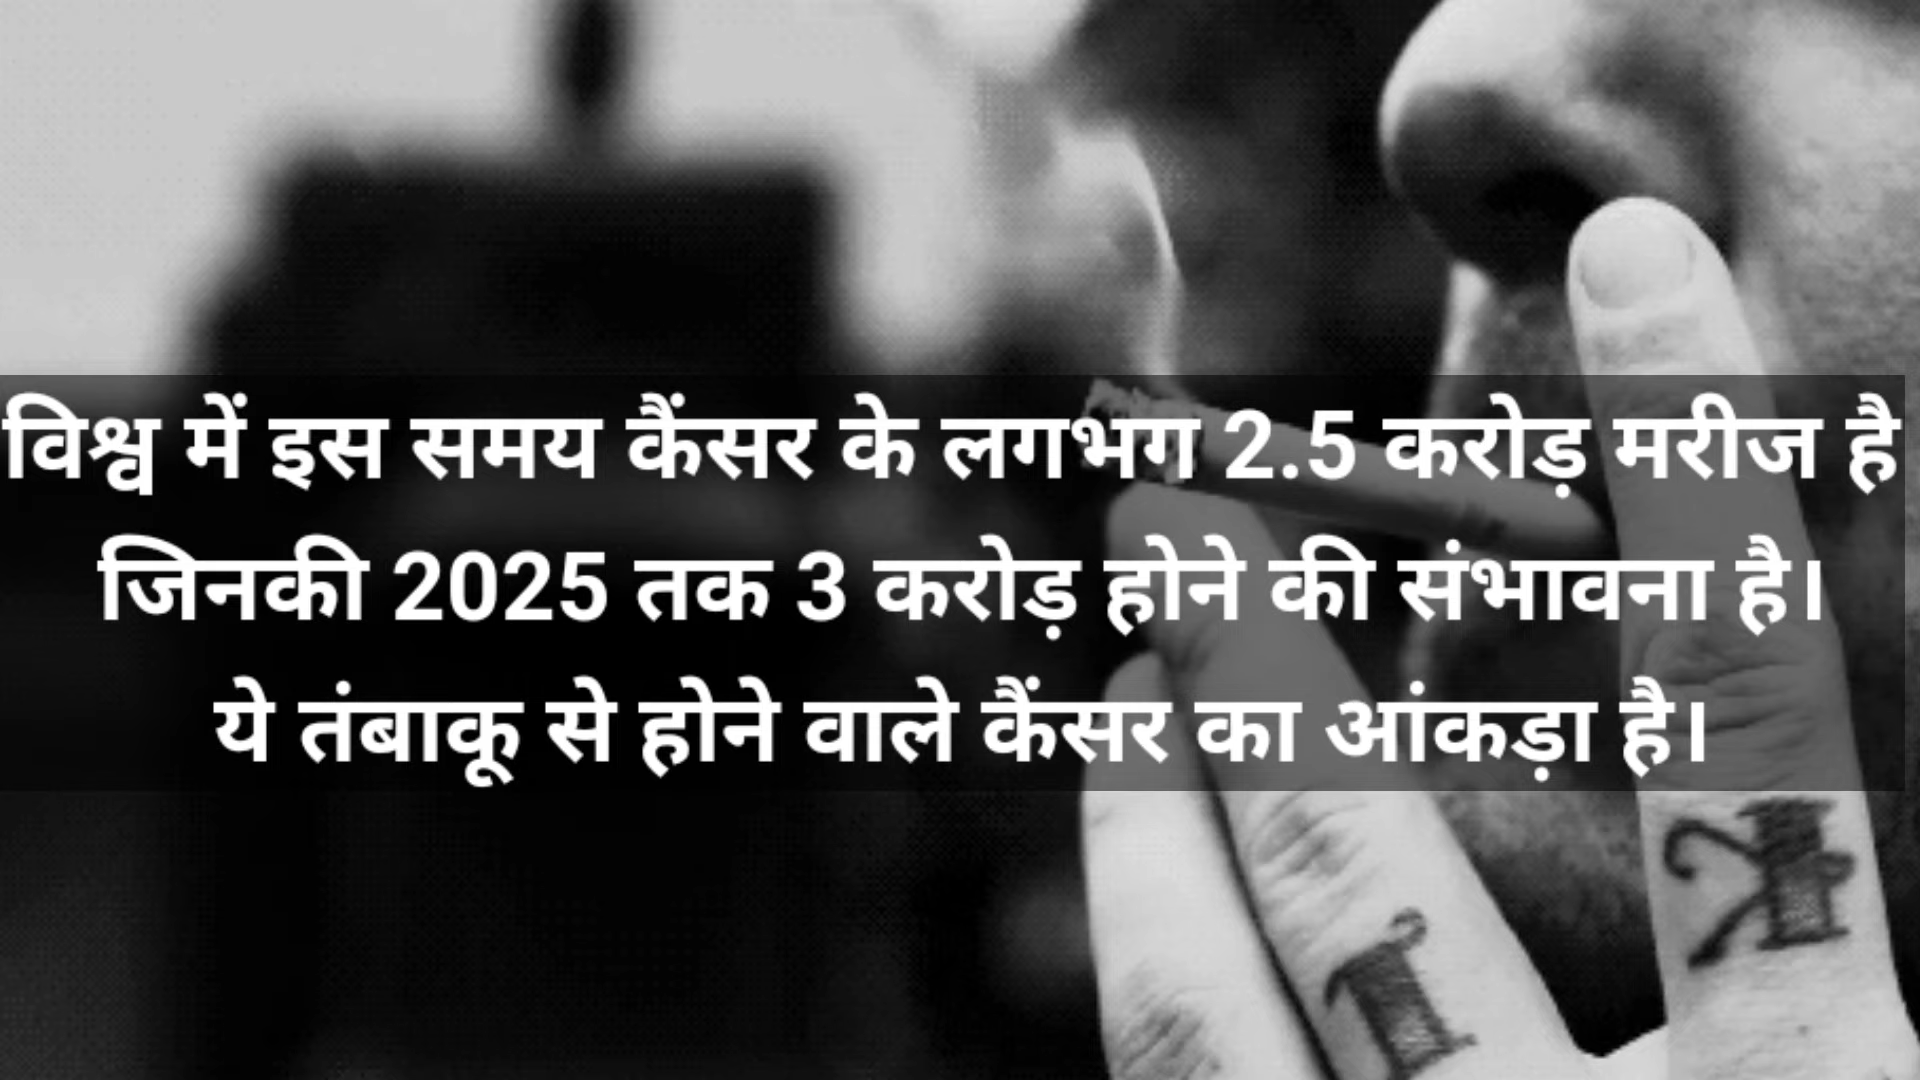 विश्व में इस समय कैंसर के लगभग 2.5 करोड़ मरीज है
जिनकी 2025 तक 3 करोड़ होने की संभावना है।
ये तंबाकू से होने वाले कैंसर का आंकड़ा है।